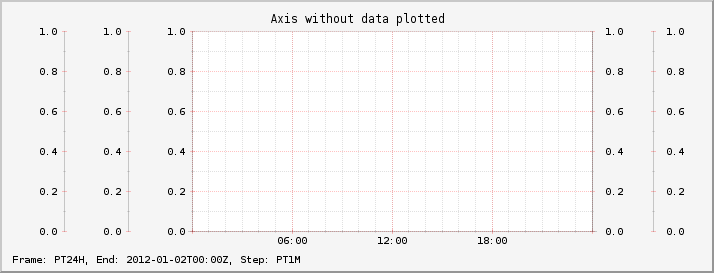 Axis without data plotted
1.0 1.0 1.0 1.0 1.0
0.8 0.8 0.8 0.8 0.8
0.6 0.6 0.6 0.6 0.6
0.4 0.4 0.4 0.4 0.4
0.2 0.2 0.2 0.2 0.2
0.0 0.0 0.0 0.0 0.0
06:00 12:00 18:00
Frame: PT24H, End: 2012-01-02T00:00Z, Step: PT1M